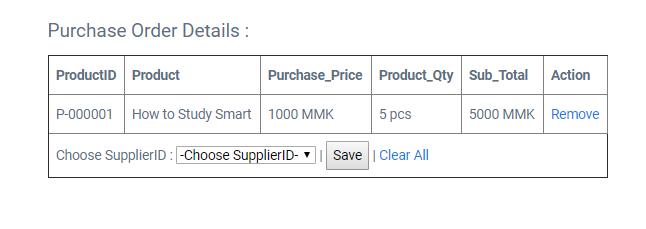 Purchase Order Details :
ProductID Product Purchase_Price Product_Qty Sub_Total Action
P-000001 How to Study Smart 1000 MMK 5 pcs 5000 MMK Remove
Choose SupplierID : -Choose SupplierID- | Save | Clear All